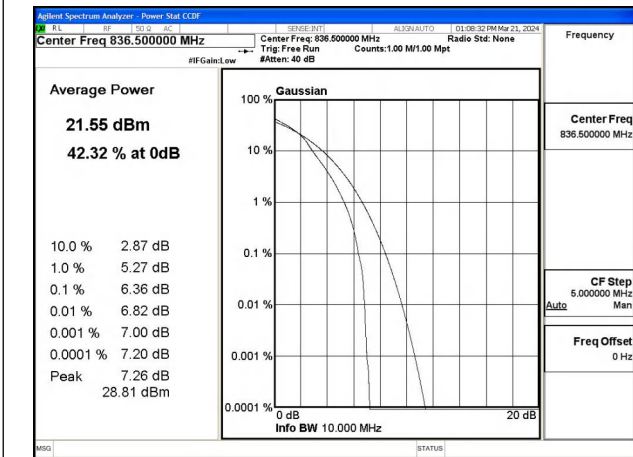 Agilent Spectrum Analyzer - Power Stat CCDF
RL RF 50 Ω AC SENSE:INT ALIGN AUTO 01:08:32 PM Mar 21, 2024
Center Freq 836.500000 MHz
Center Freq: 836.500000 MHz Radio Std: None
Trig: Free Run Counts:1.00 M/1.00 Mpt
#IFGain:Low #Atten: 40 dB
Frequency
Average Power
21.55 dBm
42.32 % at 0dB
10.0 % 2.87 dB
1.0 % 5.27 dB
0.1 % 6.36 dB
0.01 % 6.82 dB
0.001 % 7.00 dB
0.0001 % 7.20 dB
Peak 7.26 dB
28.81 dBm
Gaussian
100 %
10 %
1 %
0.1 %
0.01 %
0.001 %
0.0001 %
0 dB 20 dB
Info BW 10.000 MHz
Center Freq
836.500000 MHz
CF Step
5.000000 MHz
Auto Man
Freq Offset
0 Hz
MSG STATUS